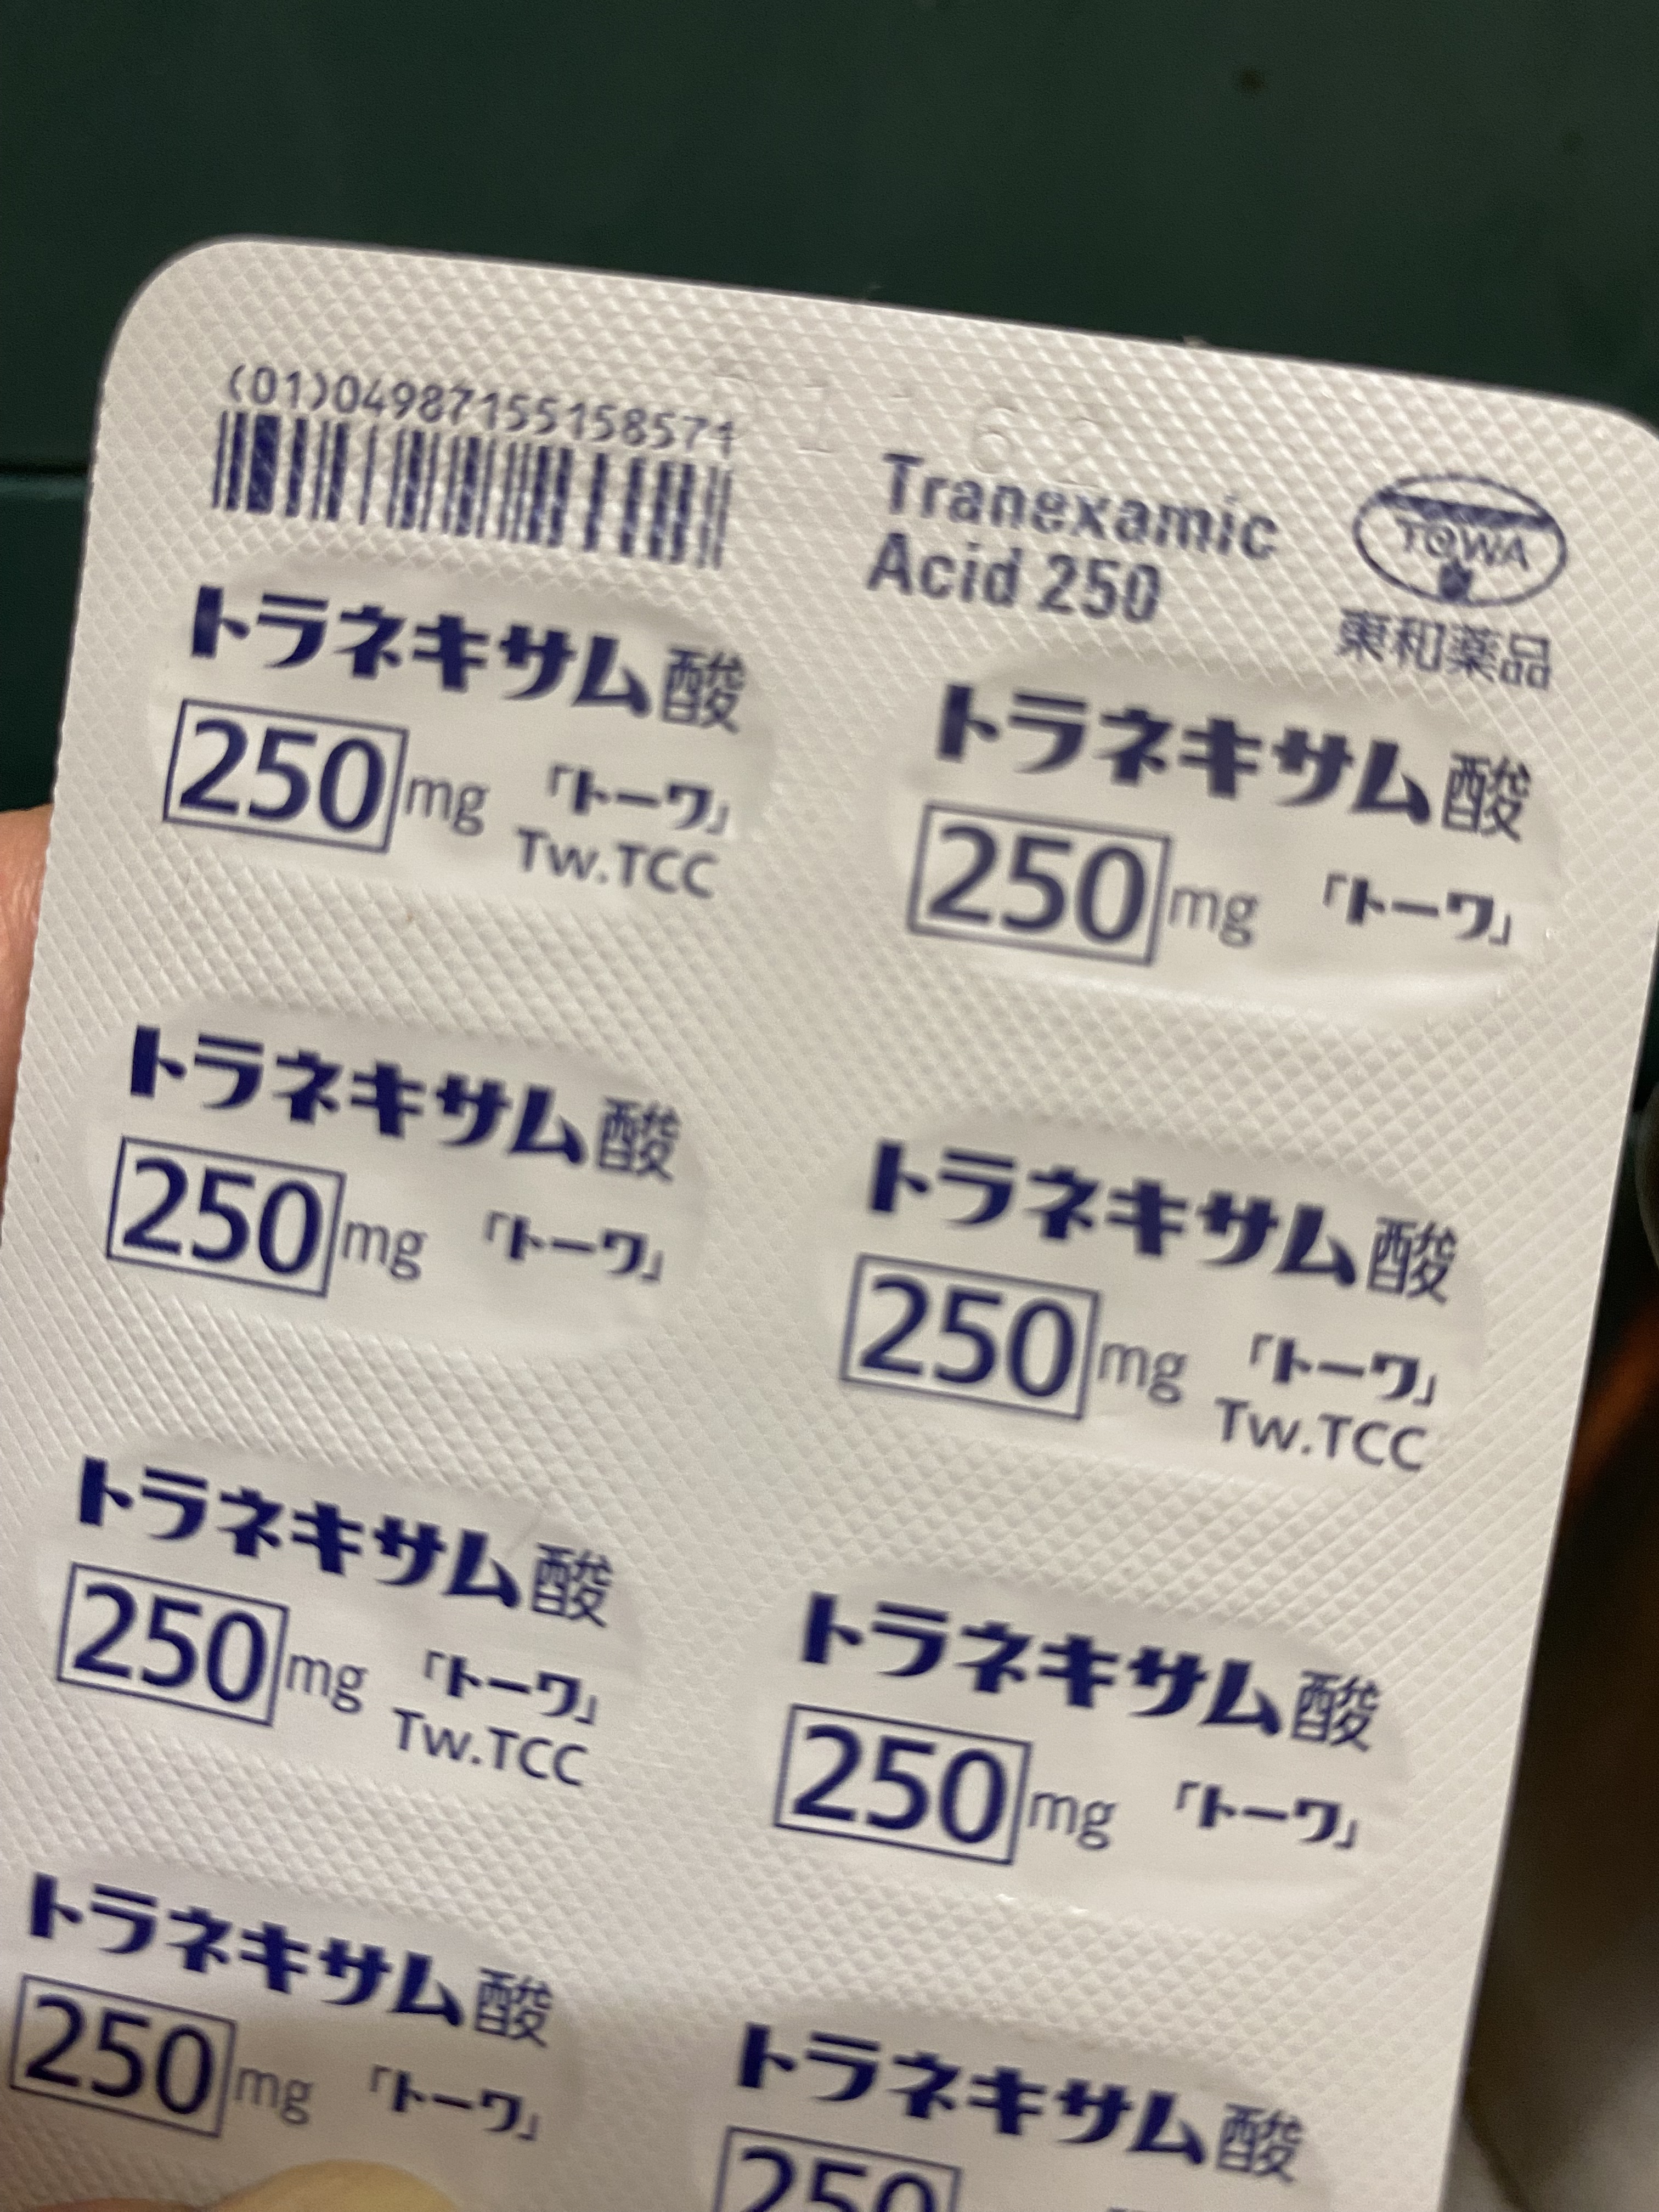 (01)04987155158571
Tranexamic
Acid 250
TOWA
東和薬品
トラネキサム酸
250mg 「トーワ」
Tw.TCC
トラネキサム酸
250mg 「トーワ」
トラネキサム酸
250mg 「トーワ」
トラネキサム酸
250mg 「トーワ」
Tw.TCC
トラネキサム酸
250mg 「トーワ」
Tw.TCC
トラネキサム酸
250mg 「トーワ」
トラネキサム酸
250mg 「トーワ」
トラネキサム酸
250